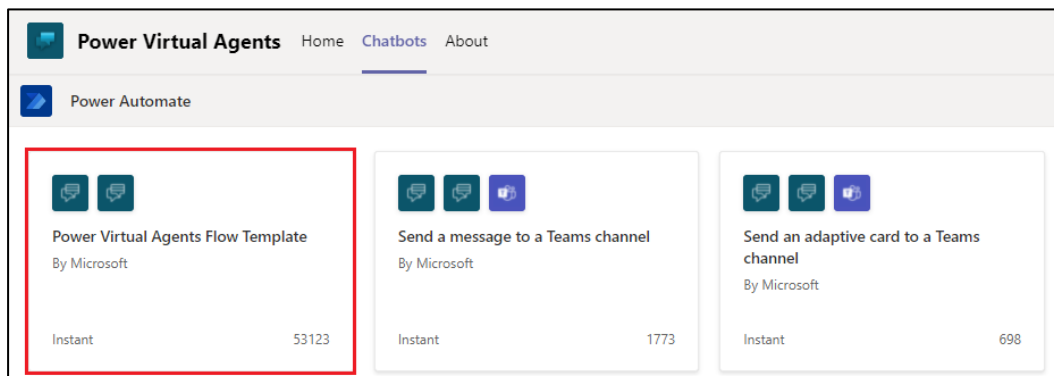 Power Virtual Agents Home Chatbots About
Power Automate
Power Virtual Agents Flow Template
By Microsoft
Instant 53123
Send a message to a Teams channel
By Microsoft
Instant 1773
Send an adaptive card to a Teams
channel
By Microsoft
Instant 698